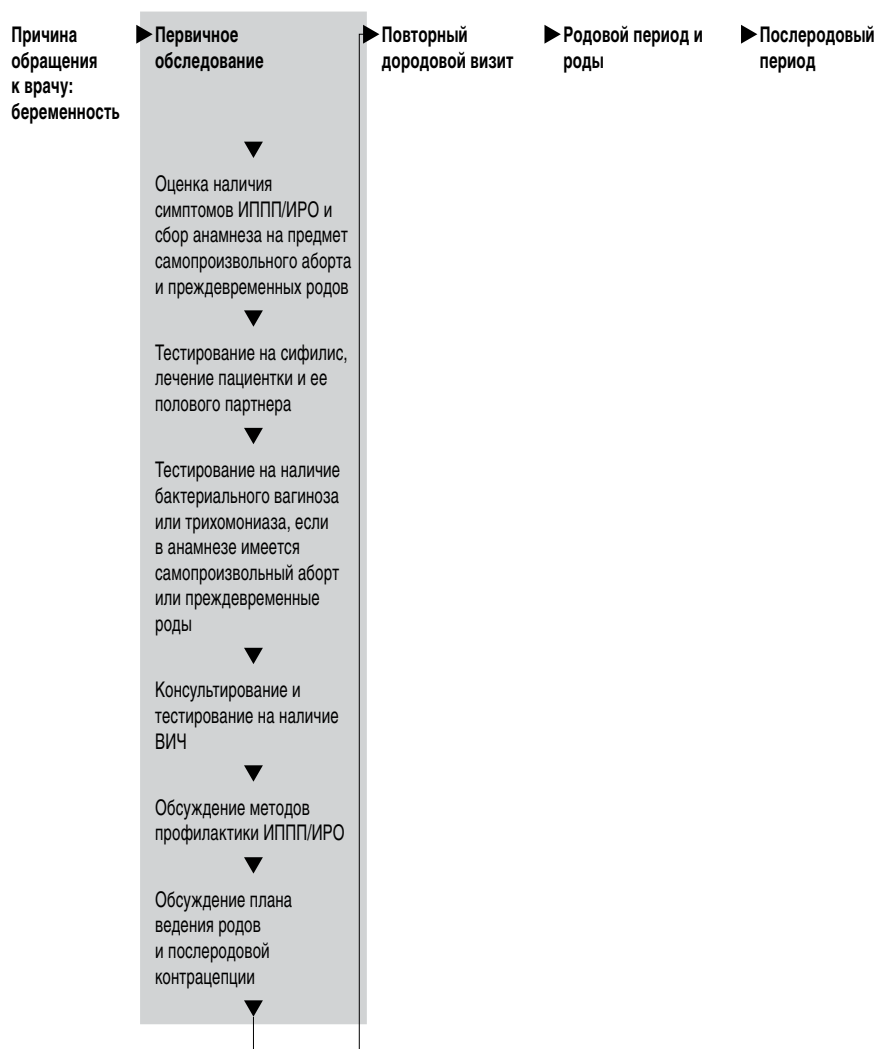 Причина
обращения
к врачу:
беременность
Первичное
обследование
Повторный
дородовой визит
Родовой период и
роды
Послеродовый
период
Оценка наличия
симптомов ИППП/ИРО и
сбор анамнеза на предмет
самопроизвольного аборта
и преждевременных родов
Тестирование на сифилис,
лечение пациентки и ее
полового партнера
Тестирование на наличие
бактериального вагиноза
или трихомониаза, если
в анамнезе имеется
самопроизвольный аборт
или преждевременные
роды
Консультирование и
тестирование на наличие
ВИЧ
Обсуждение методов
профилактики ИППП/ИРО
Обсуждение плана
ведения родов
и послеродовой
контрацепции